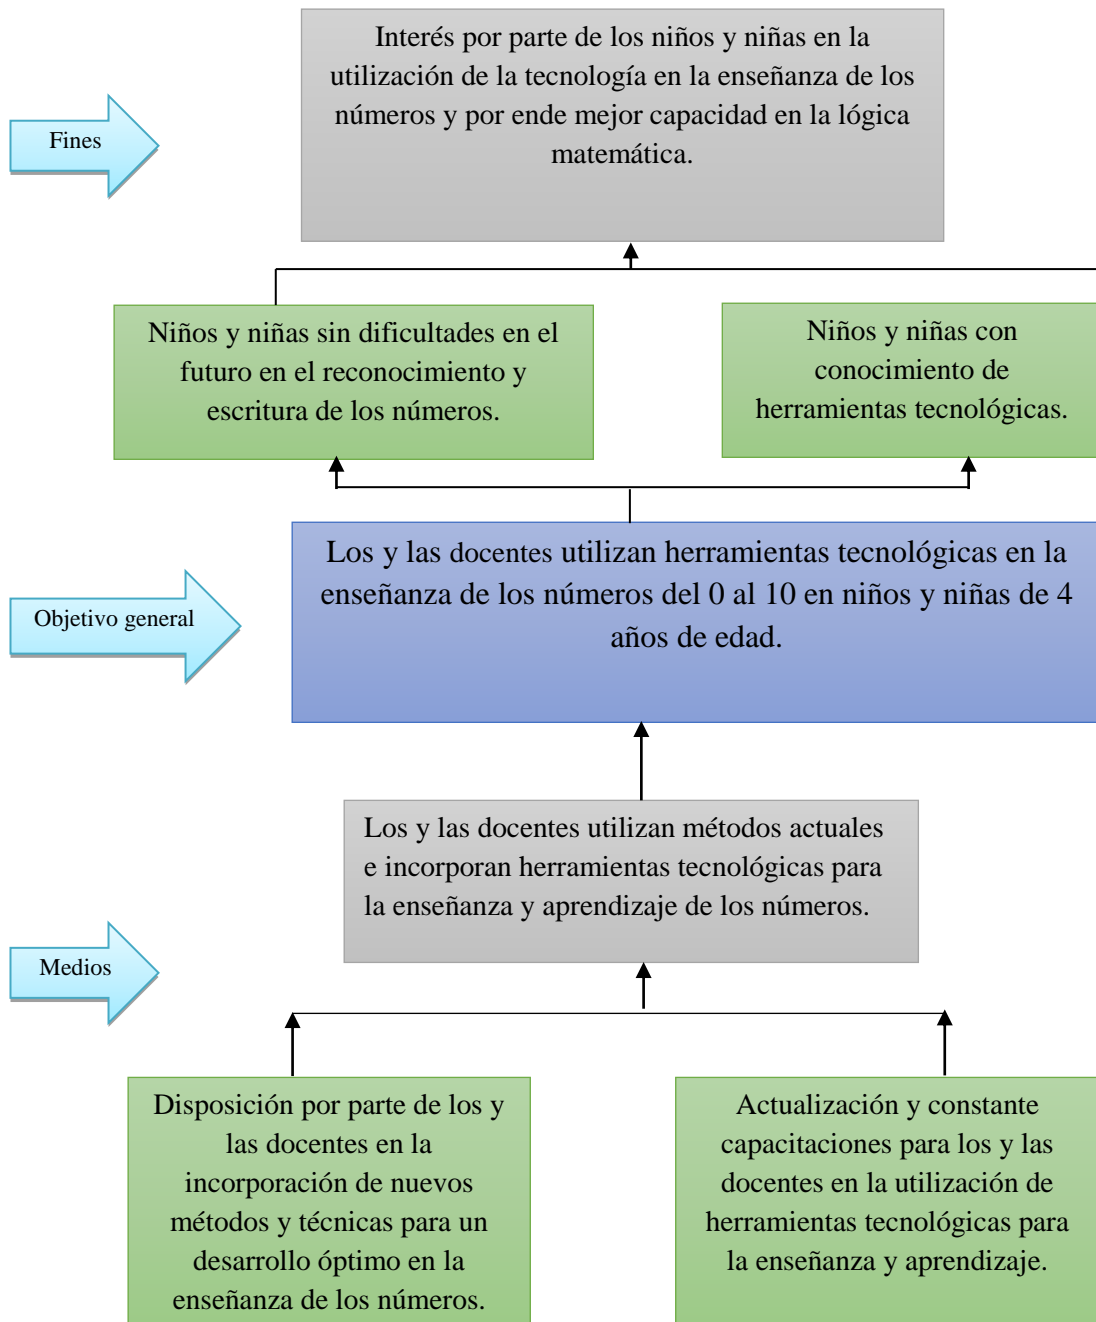 Interés por parte de los niños y niñas en la
utilización de la tecnología en la enseñanza de los
números y por ende mejor capacidad en la lógica
matemática.
Fines
Niños y niñas sin dificultades en el
futuro en el reconocimiento y
escritura de los números.
Niños y niñas con
conocimiento de
herramientas tecnológicas.
Los y las docentes utilizan herramientas tecnológicas en la
enseñanza de los números del 0 al 10 en niños y niñas de 4
años de edad.
Objetivo general
Los y las docentes utilizan métodos actuales
e incorporan herramientas tecnológicas para
la enseñanza y aprendizaje de los números.
Medios
Disposición por parte de los y
las docentes en la
incorporación de nuevos
métodos y técnicas para un
desarrollo óptimo en la
enseñanza de los números.
Actualización y constante
capacitaciones para los y las
docentes en la utilización de
herramientas tecnológicas para
la enseñanza y aprendizaje.